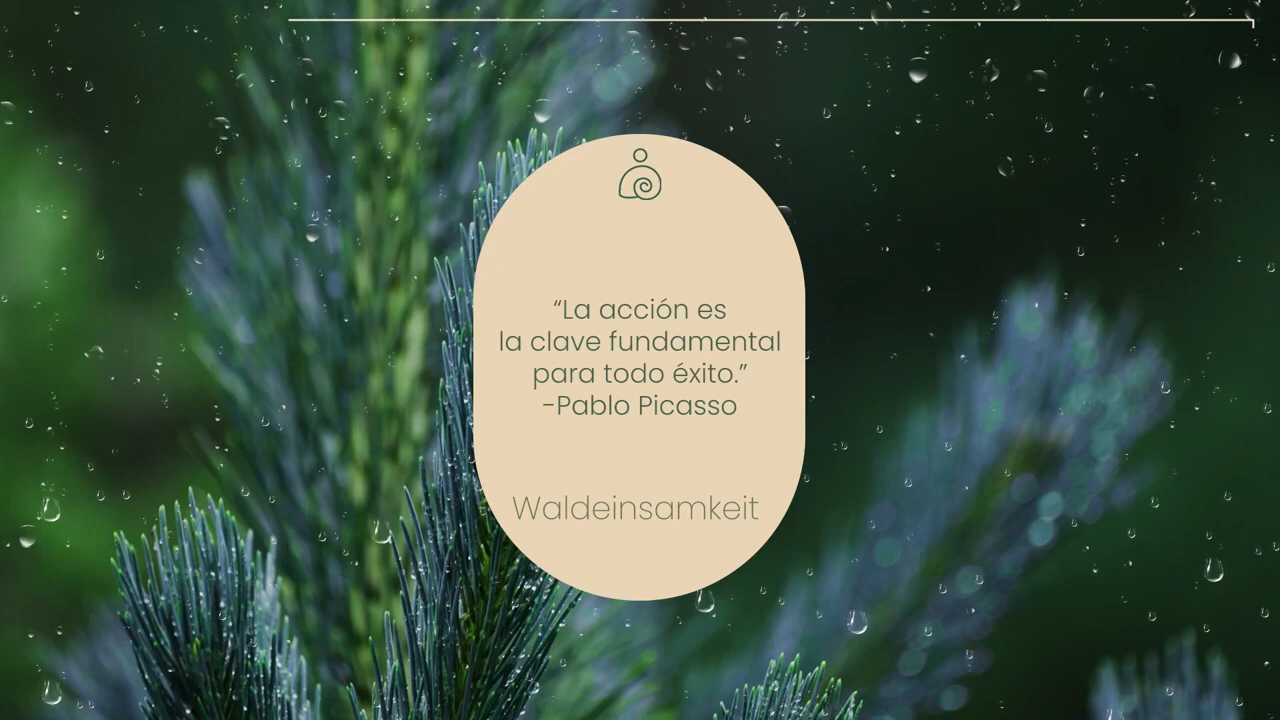 “La acción es
la clave fundamental
para todo éxito.”
-Pablo Picasso
Waldeinsamkeit